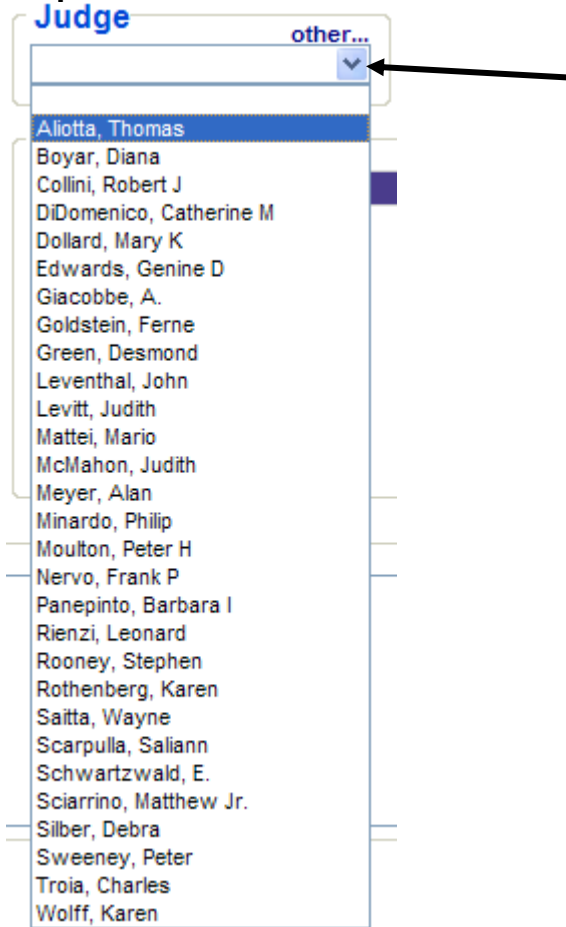 Judge
other...
Aliotta, Thomas
Boyar, Diana
Collini, Robert J
DiDomenico, Catherine M
Dollard, Mary K
Edwards, Genine D
Giacobbe, A.
Goldstein, Ferne
Green, Desmond
Leventhal, John
Levitt, Judith
Mattei, Mario
McMahon, Judith
Meyer, Alan
Minardo, Philip
Moulton, Peter H
Nervo, Frank P
Panepinto, Barbara I
Rienzi, Leonard
Rooney, Stephen
Rothenberg, Karen
Saitta, Wayne
Scarpulla, Saliann
Schwartzwald, E.
Sciarrino, Matthew Jr.
Silber, Debra
Sweeney, Peter
Troia, Charles
Wolff, Karen